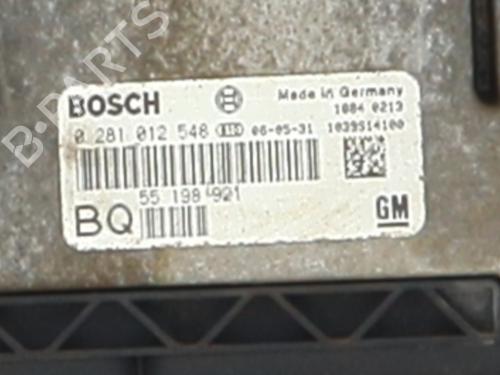 B-PARTS
BOSCH
Made in Germany
1884 0213
0 281 012 548 06-05-31 1039S14100
55 198 921
BQ
GM